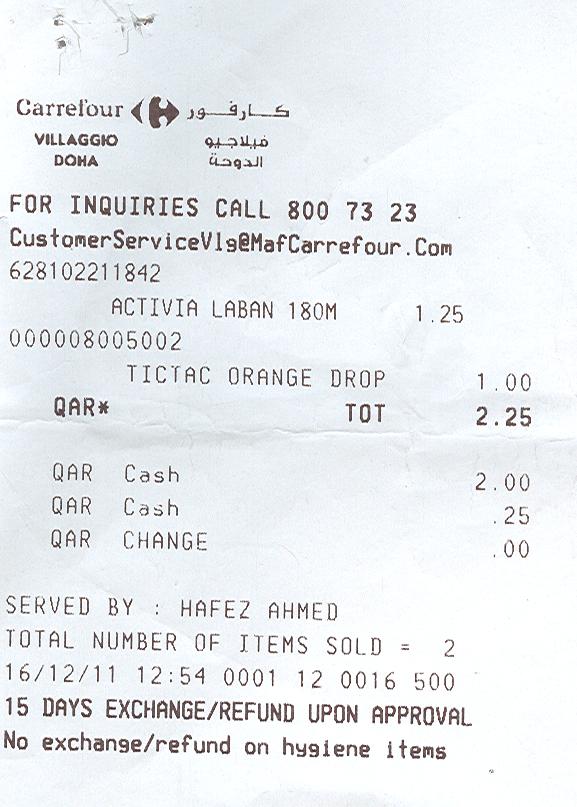 Carrefour كارفور
VILLAGGIO فيلاجيو
DOHA الدوحة
FOR INQUIRIES CALL 800 73 23
CustomerServiceVlg@MafCarrefour.Com
628102211842
ACTIVIA LABAN 180M 1.25
000008005002
TICTAC ORANGE DROP 1.00
QAR* TOT 2.25
QAR Cash 2.00
QAR Cash .25
QAR CHANGE .00
SERVED BY : HAFEZ AHMED
TOTAL NUMBER OF ITEMS SOLD = 2
16/12/11 12:54 0001 12 0016 500
15 DAYS EXCHANGE/REFUND UPON APPROVAL
No exchange/refund on hygiene items